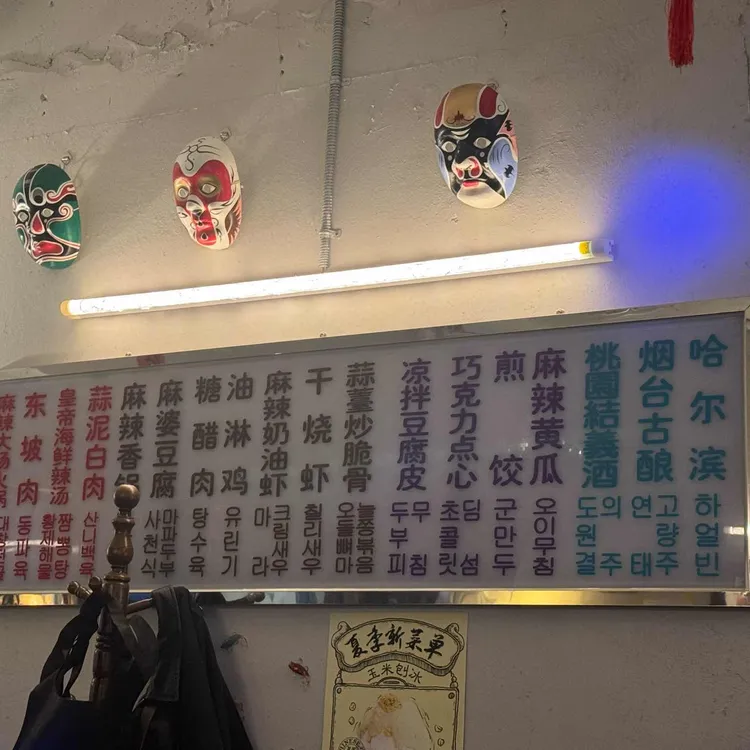 东坡肉
동파육
皇帝海鲜辣汤
황제해물
짬뽕탕
蒜泥白肉
산니백육
麻辣香锅
麻婆豆腐
사천식
마파두부
糖醋肉
탕수육
油淋鸡
유린기
麻辣奶油虾
마라
크림새우
干烧虾
칠리새우
蒜薹炒脆骨
오돌뼈마
늘쫑볶음
凉拌豆腐皮
두부피
무침
巧克力点心
초콜릿
딤섬
煎饺
군만두
麻辣黄瓜
오이무침
桃園結義酒
도원결
의주
烟台古酿
연태
고량주
哈尔滨
하얼빈
夏季新菜单
玉米刨冰